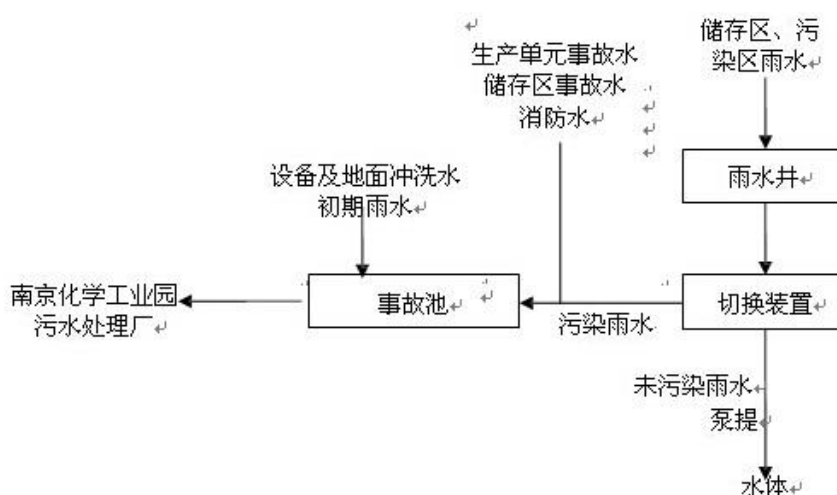 储存区、污
染区雨水
生产单元事故水
储存区事故水
消防水
雨水井
设备及地面冲洗水
初期雨水
南京化学工业园
污水处理厂
事故池
污染雨水
切换装置
未污染雨水
泵提
水体